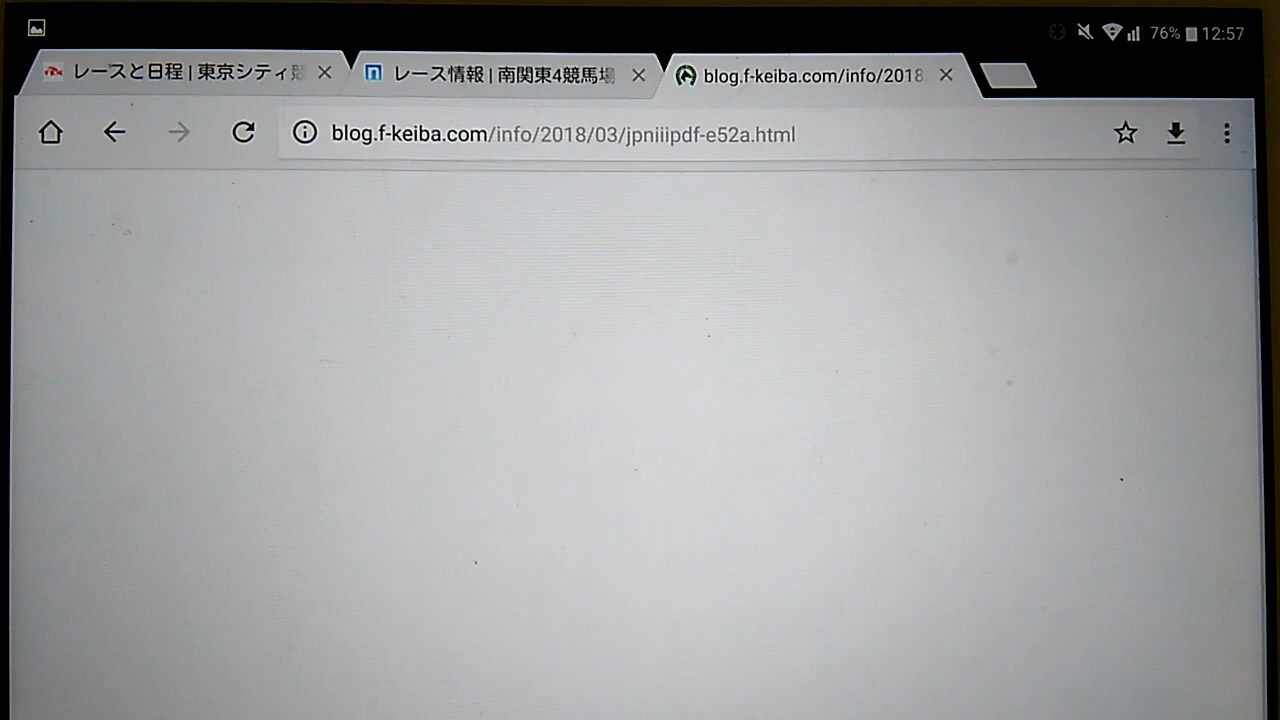 76% 12:57
レースと日程 | 東京シティ競
レース情報 | 南関東4競馬場
blog.f-keiba.com/info/2018
blog.f-keiba.com/info/2018/03/jpniiipdf-e52a.html